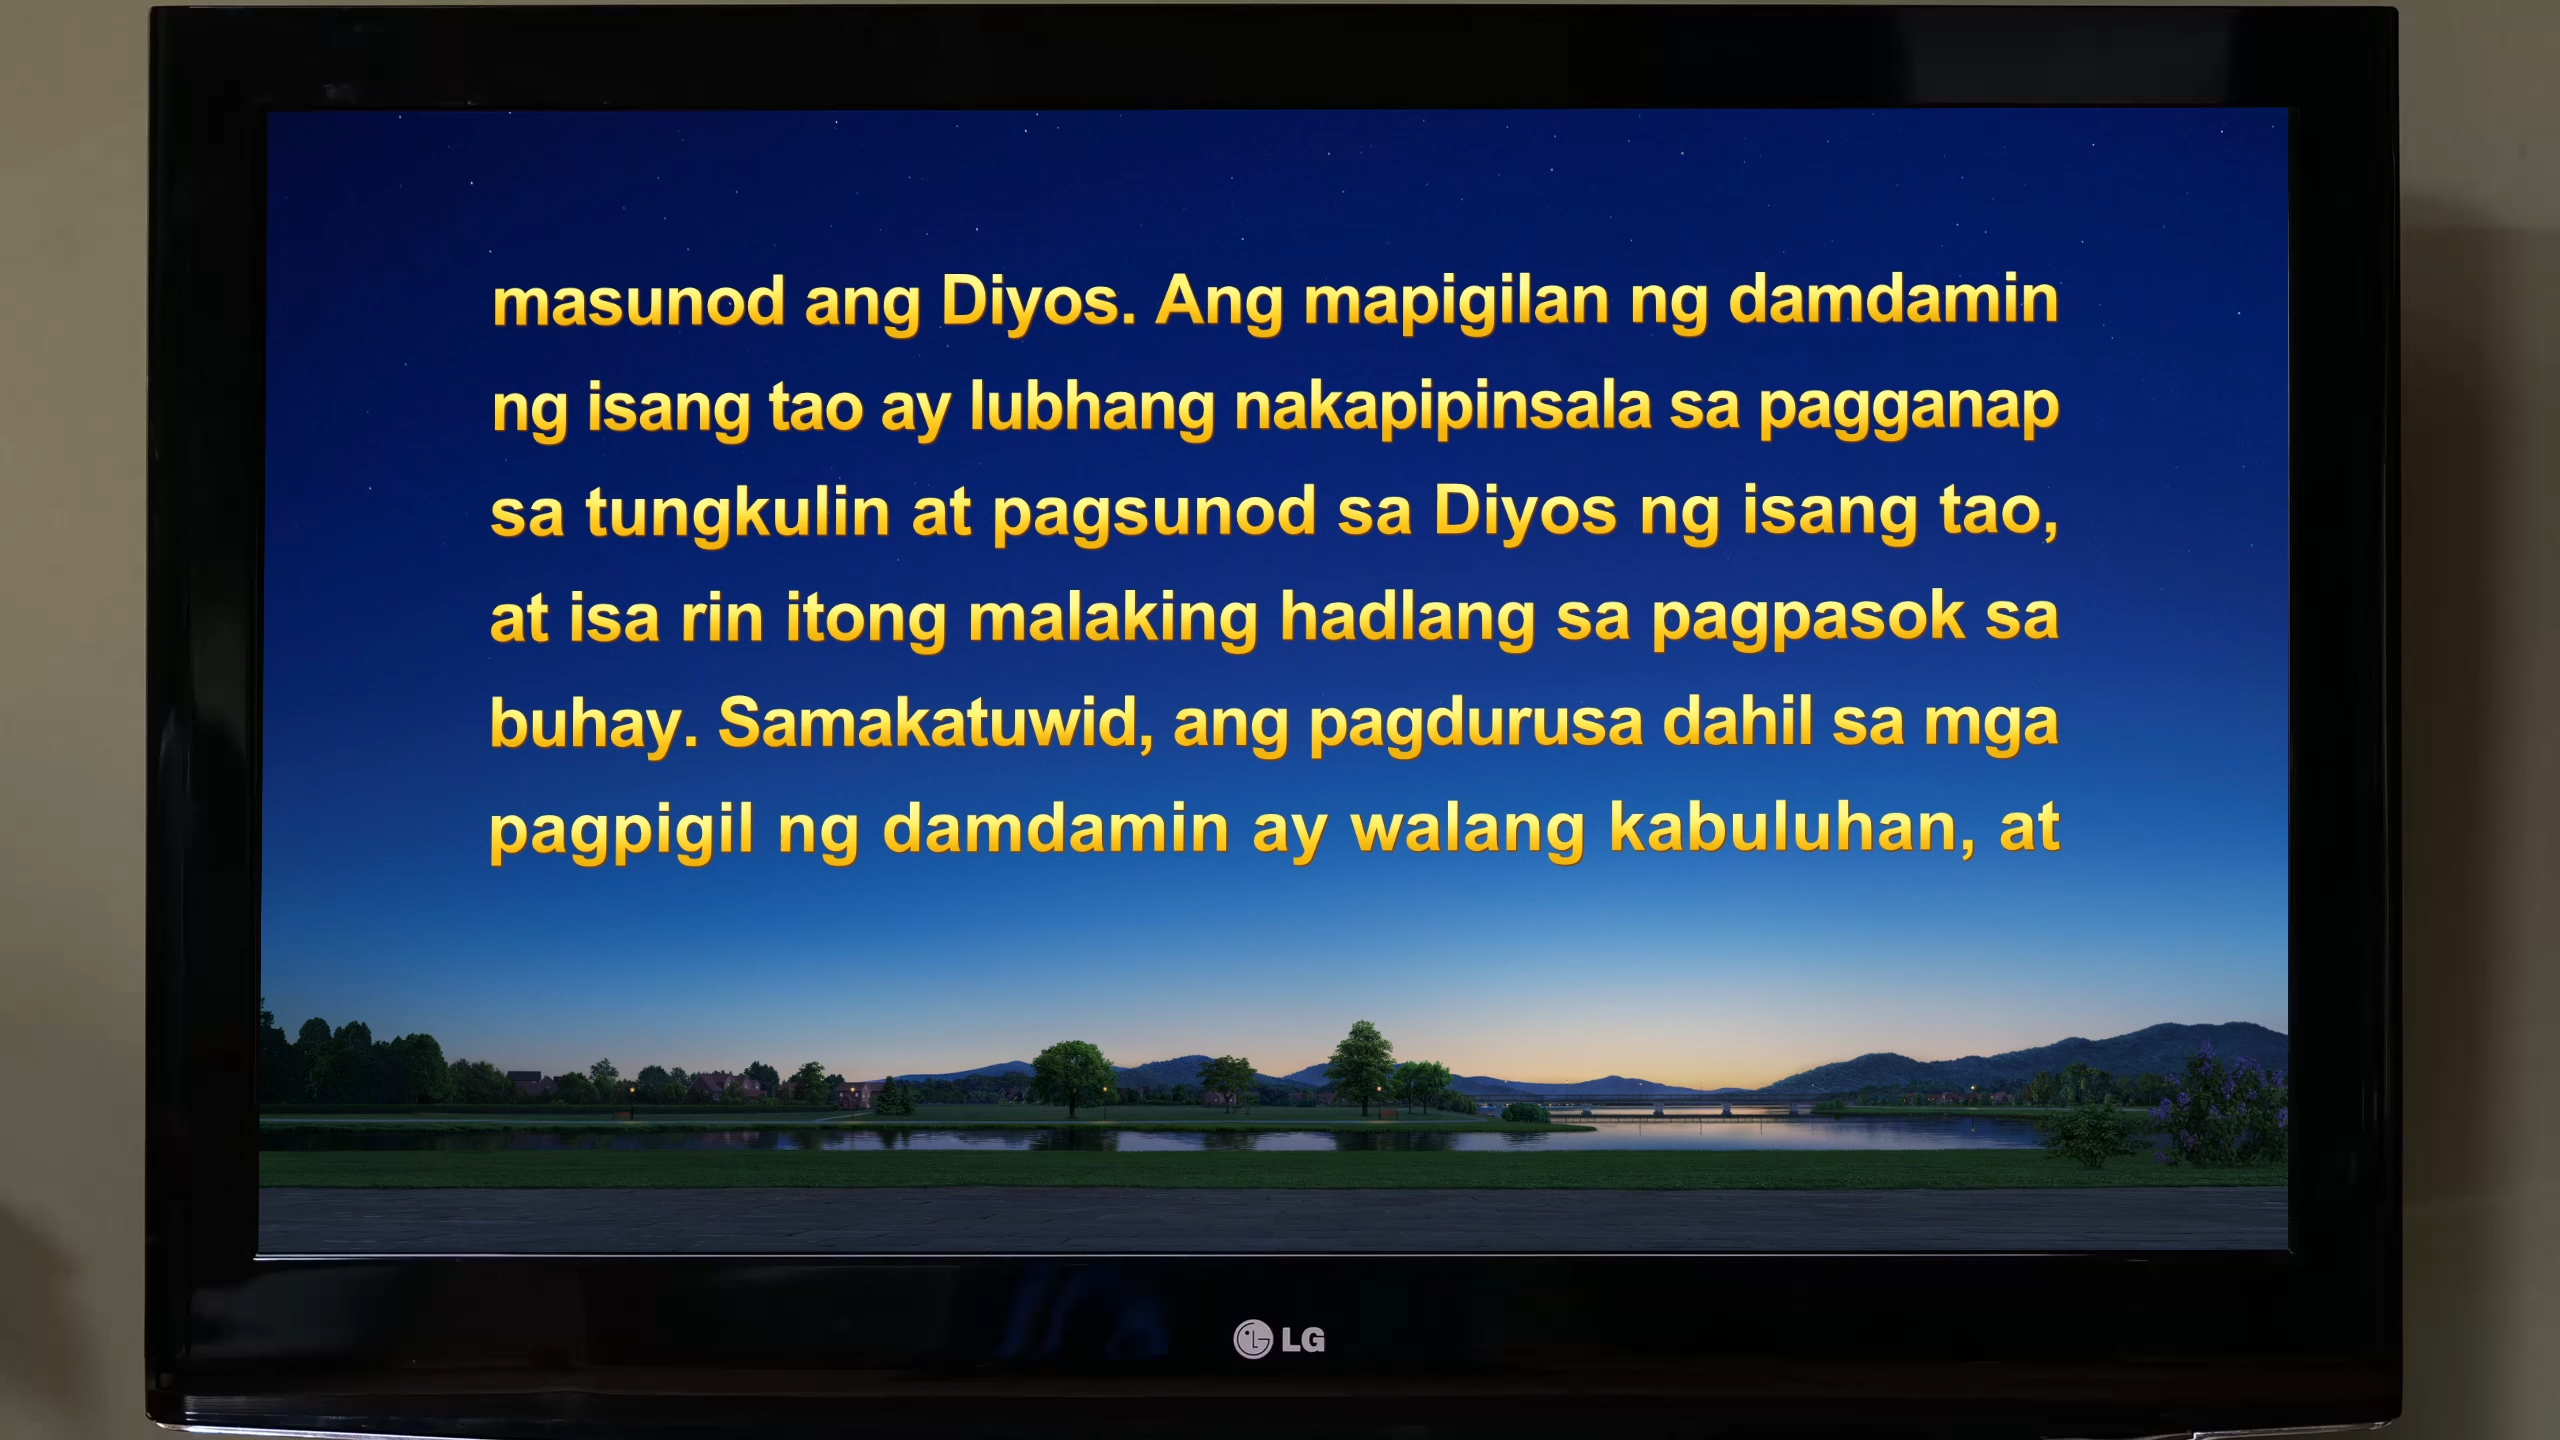 masunod ang Diyos. Ang mapigilan ng damdamin
ng isang tao ay lubhang nakapipinsala sa pagganap
sa tungkulin at pagsunod sa Diyos ng isang tao,
at isa rin itong malaking hadlang sa pagpasok sa
buhay. Samakatuwid, ang pagdurusa dahil sa mga
pagpigil ng damdamin ay walang kabuluhan, at
LG